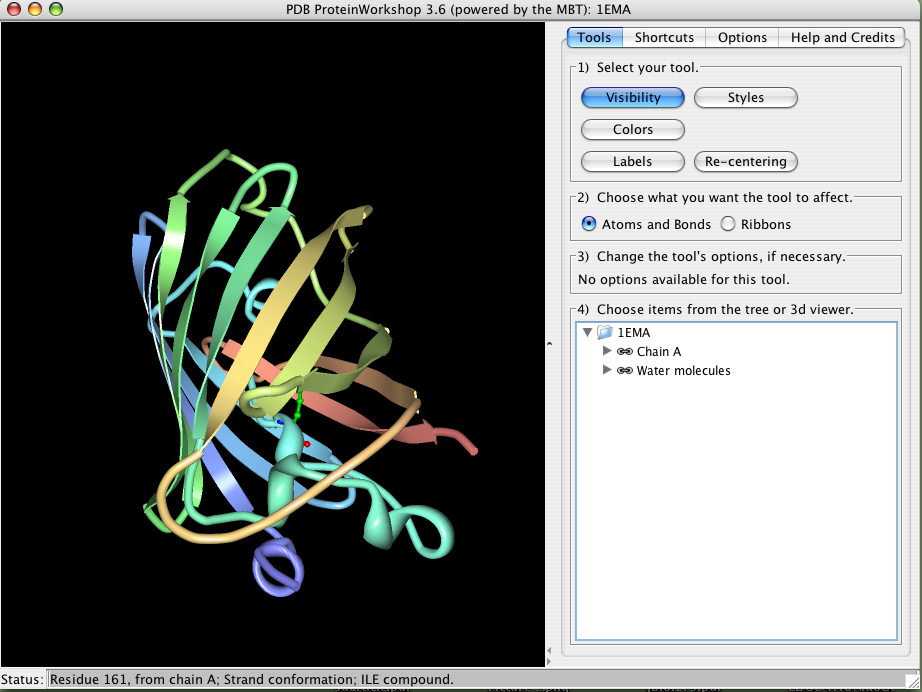 PDB ProteinWorkshop 3.6 (powered by the MBT): 1EMA
Tools Shortcuts Options Help and Credits
1) Select your tool.
Visibility Styles
Colors
Labels Re-centering
2) Choose what you want the tool to affect.
Atoms and Bonds Ribbons
3) Change the tool's options, if necessary.
No options available for this tool.
4) Choose items from the tree or 3d viewer.
1EMA
Chain A
Water molecules
Status: Residue 161, from chain A; Strand conformation; ILE compound.